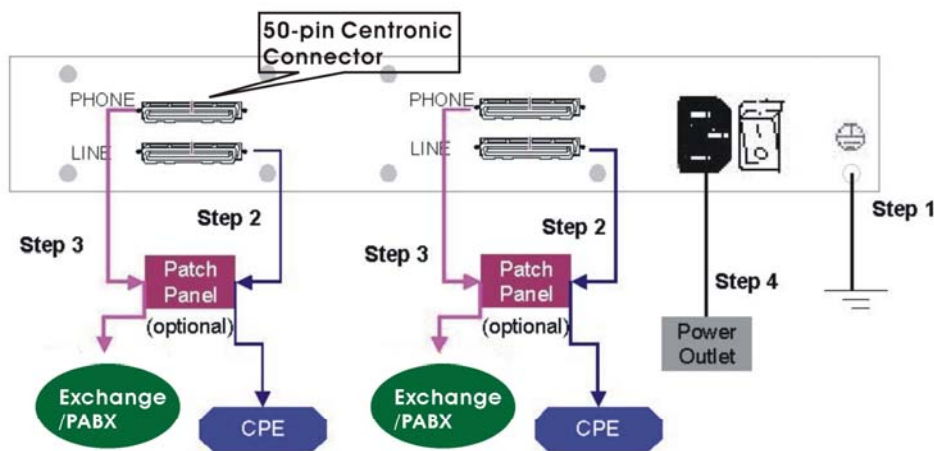 50-pin Centronic
Connector
PHONE
LINE
PHONE
LINE
Step 1
Step 2
Step 2
Step 3
Step 3
Step 4
Patch
Panel
(optional)
Patch
Panel
(optional)
Power
Outlet
Exchange
/PABX
CPE
Exchange
/PABX
CPE